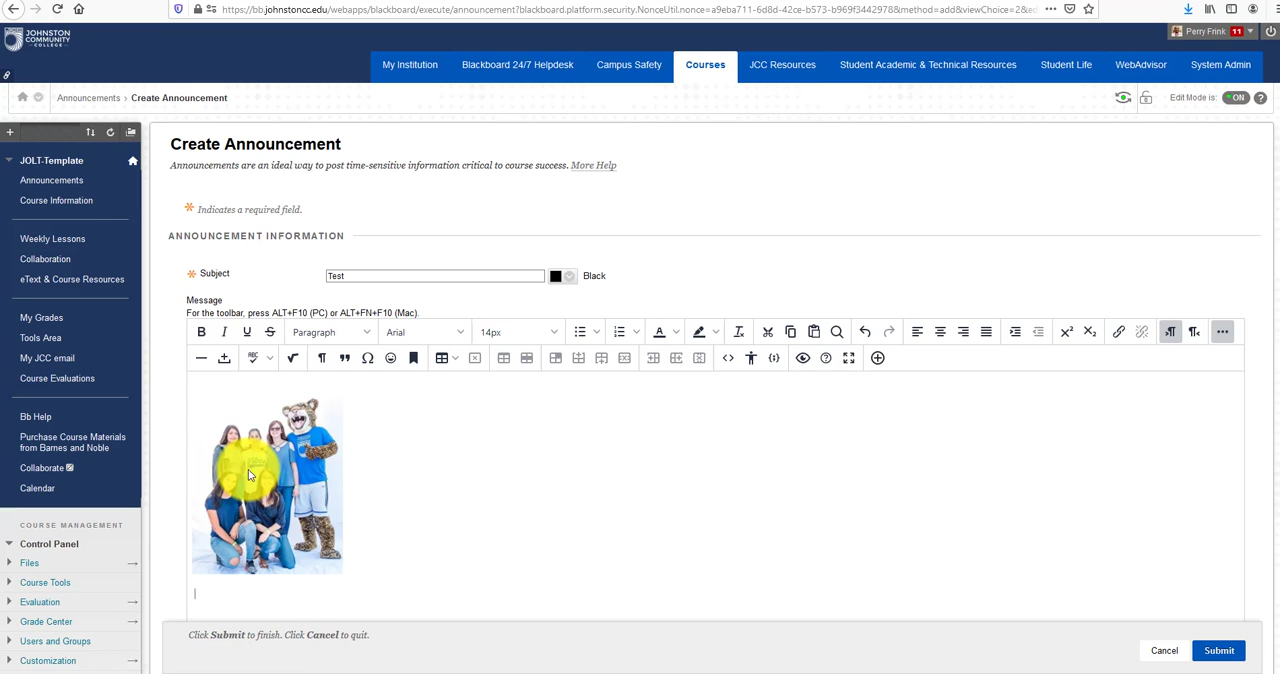 https://bb.johnstoncc.edu/webapps/blackboard/execute/announcement?blackboard.platform.security.NonceUtil.nonce=a9eba711-6d8d-42ce-b573-b969f3442978&method=add&viewChoice=2&ed
JOHNSTON
COMMUNITY
COLLEGE
Perry Frink 11
My Institution Blackboard 24/7 Helpdesk Campus Safety Courses JCC Resources Student Academic & Technical Resources Student Life WebAdvisor System Admin
Announcements > Create Announcement
Edit Mode is: ON ?
JOLT-Template
Announcements
Course Information
Weekly Lessons
Collaboration
eText & Course Resources
My Grades
Tools Area
My JCC email
Course Evaluations
Bb Help
Purchase Course Materials
from Barnes and Noble
Collaborate
Calendar
COURSE MANAGEMENT
Control Panel
Files
Course Tools
Evaluation
Grade Center
Users and Groups
Customization
Create Announcement
Announcements are an ideal way to post time-sensitive information critical to course success. More Help
* Indicates a required field.
ANNOUNCEMENT INFORMATION
* Subject Test Black
Message
For the toolbar, press ALT+F10 (PC) or ALT+FN+F10 (Mac).
B I U S Paragraph Arial 14px
Click Submit to finish. Click Cancel to quit.
Cancel Submit